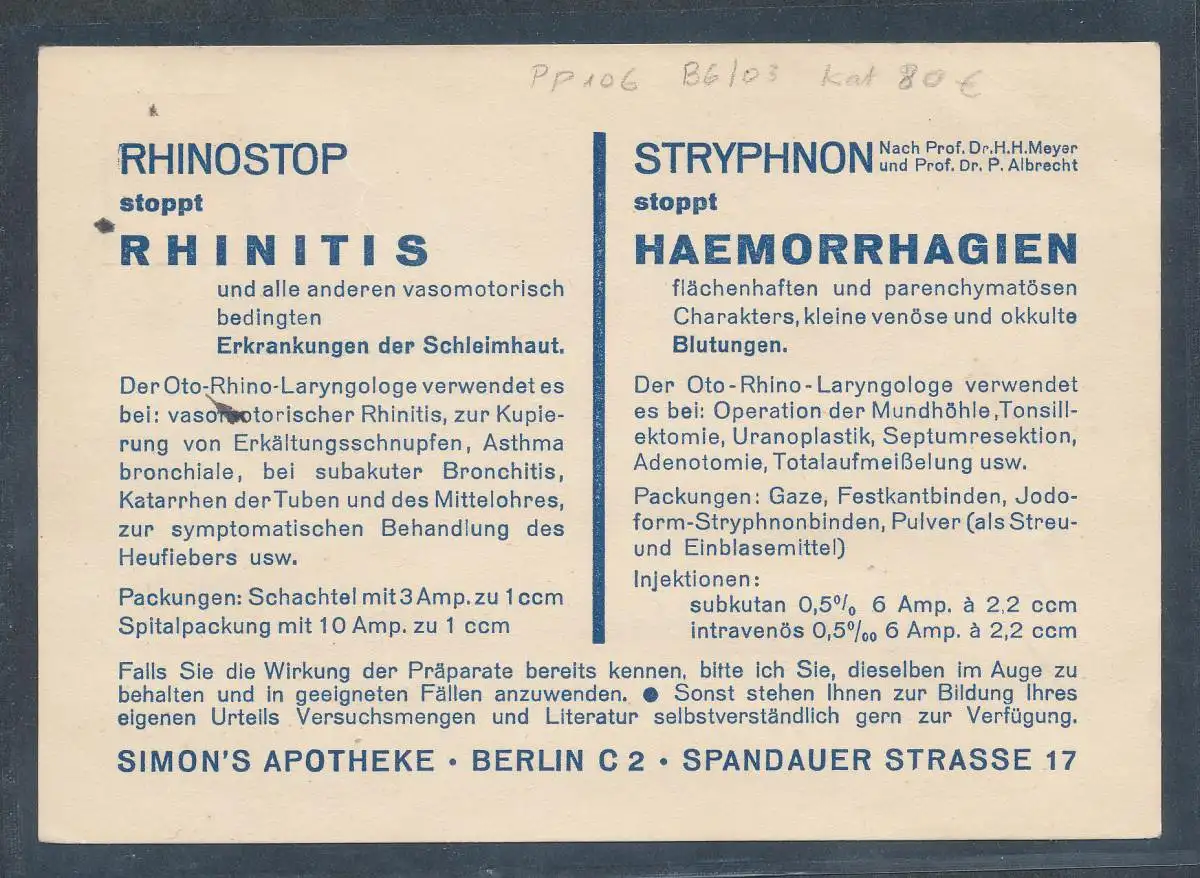 PP106 B6/03 Kat 80 €
RHINOSTOP
stoppt
RHINITIS
und alle anderen vasomotorisch
bedingten
Erkrankungen der Schleimhaut.
Der Oto-Rhino-Laryngologe verwendet es
bei: vasomotorischer Rhinitis, zur Kupie-
rung von Erkältungsschnupfen, Asthma
bronchiale, bei subakuter Bronchitis,
Katarrhen der Tuben und des Mittelohres,
zur symptomatischen Behandlung des
Heufiebers usw.
Packungen: Schachtel mit 3 Amp. zu 1 ccm
Spitalpackung mit 10 Amp. zu 1 ccm
STRYPHNON Nach Prof. Dr. H.H. Meyer
und Prof. Dr. P. Albrecht
stoppt
HAEMORRHAGIEN
flächenhaften und parenchymatösen
Charakters, kleine venöse und okkulte
Blutungen.
Der Oto-Rhino-Laryngologe verwendet
es bei: Operation der Mundhöhle, Tonsill-
ektomie, Uranoplastik, Septumresektion,
Adenotomie, Totalaufmeißelung usw.
Packungen: Gaze, Festkantbinden, Jodo-
form-Stryphnonbinden, Pulver (als Streu-
und Einblasemittel)
Injektionen:
subkutan 0,5% 6 Amp. à 2,2 ccm
intravenös 0,5‰ 6 Amp. à 2,2 ccm
Falls Sie die Wirkung der Präparate bereits kennen, bitte ich Sie, dieselben im Auge zu
behalten und in geeigneten Fällen anzuwenden. ● Sonst stehen Ihnen zur Bildung Ihres
eigenen Urteils Versuchsmengen und Literatur selbstverständlich gern zur Verfügung.
SIMON'S APOTHEKE • BERLIN C 2 • SPANDAUER STRASSE 17